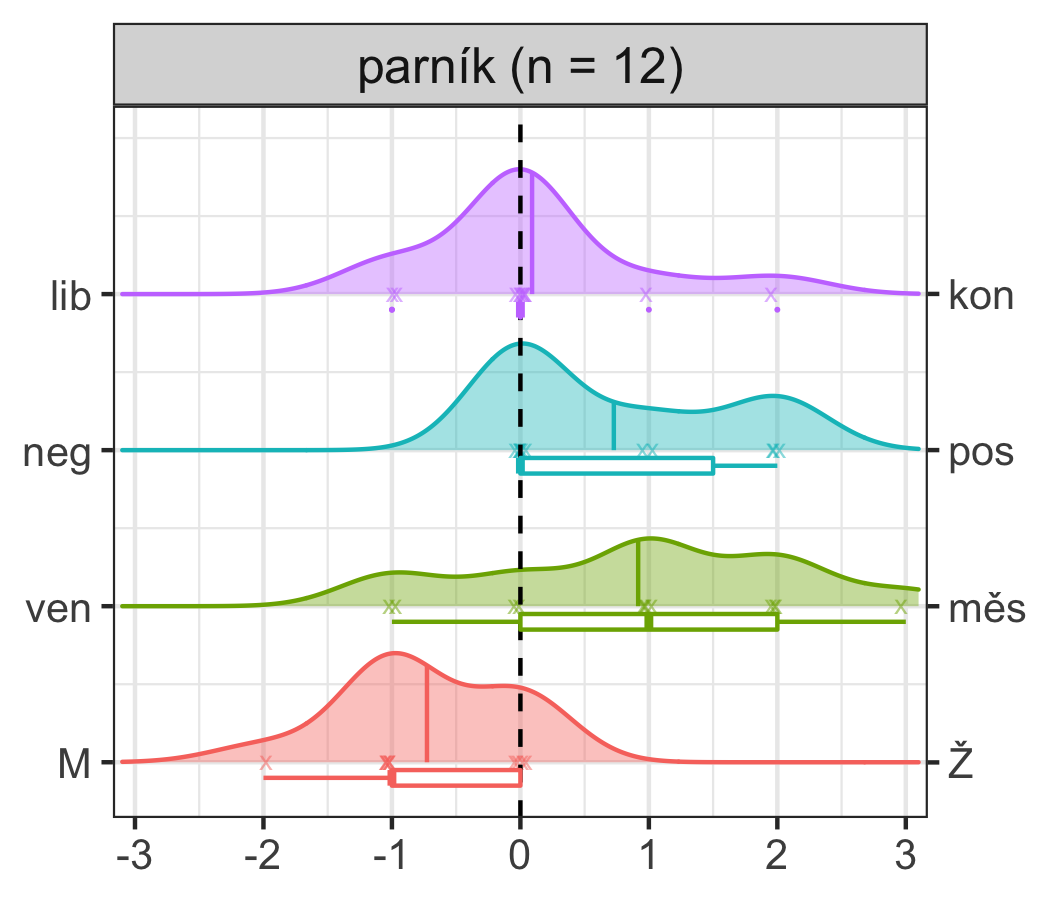 parník (n = 12)
lib kon
neg pos
ven měs
M Ž
-3 -2 -1 0 1 2 3